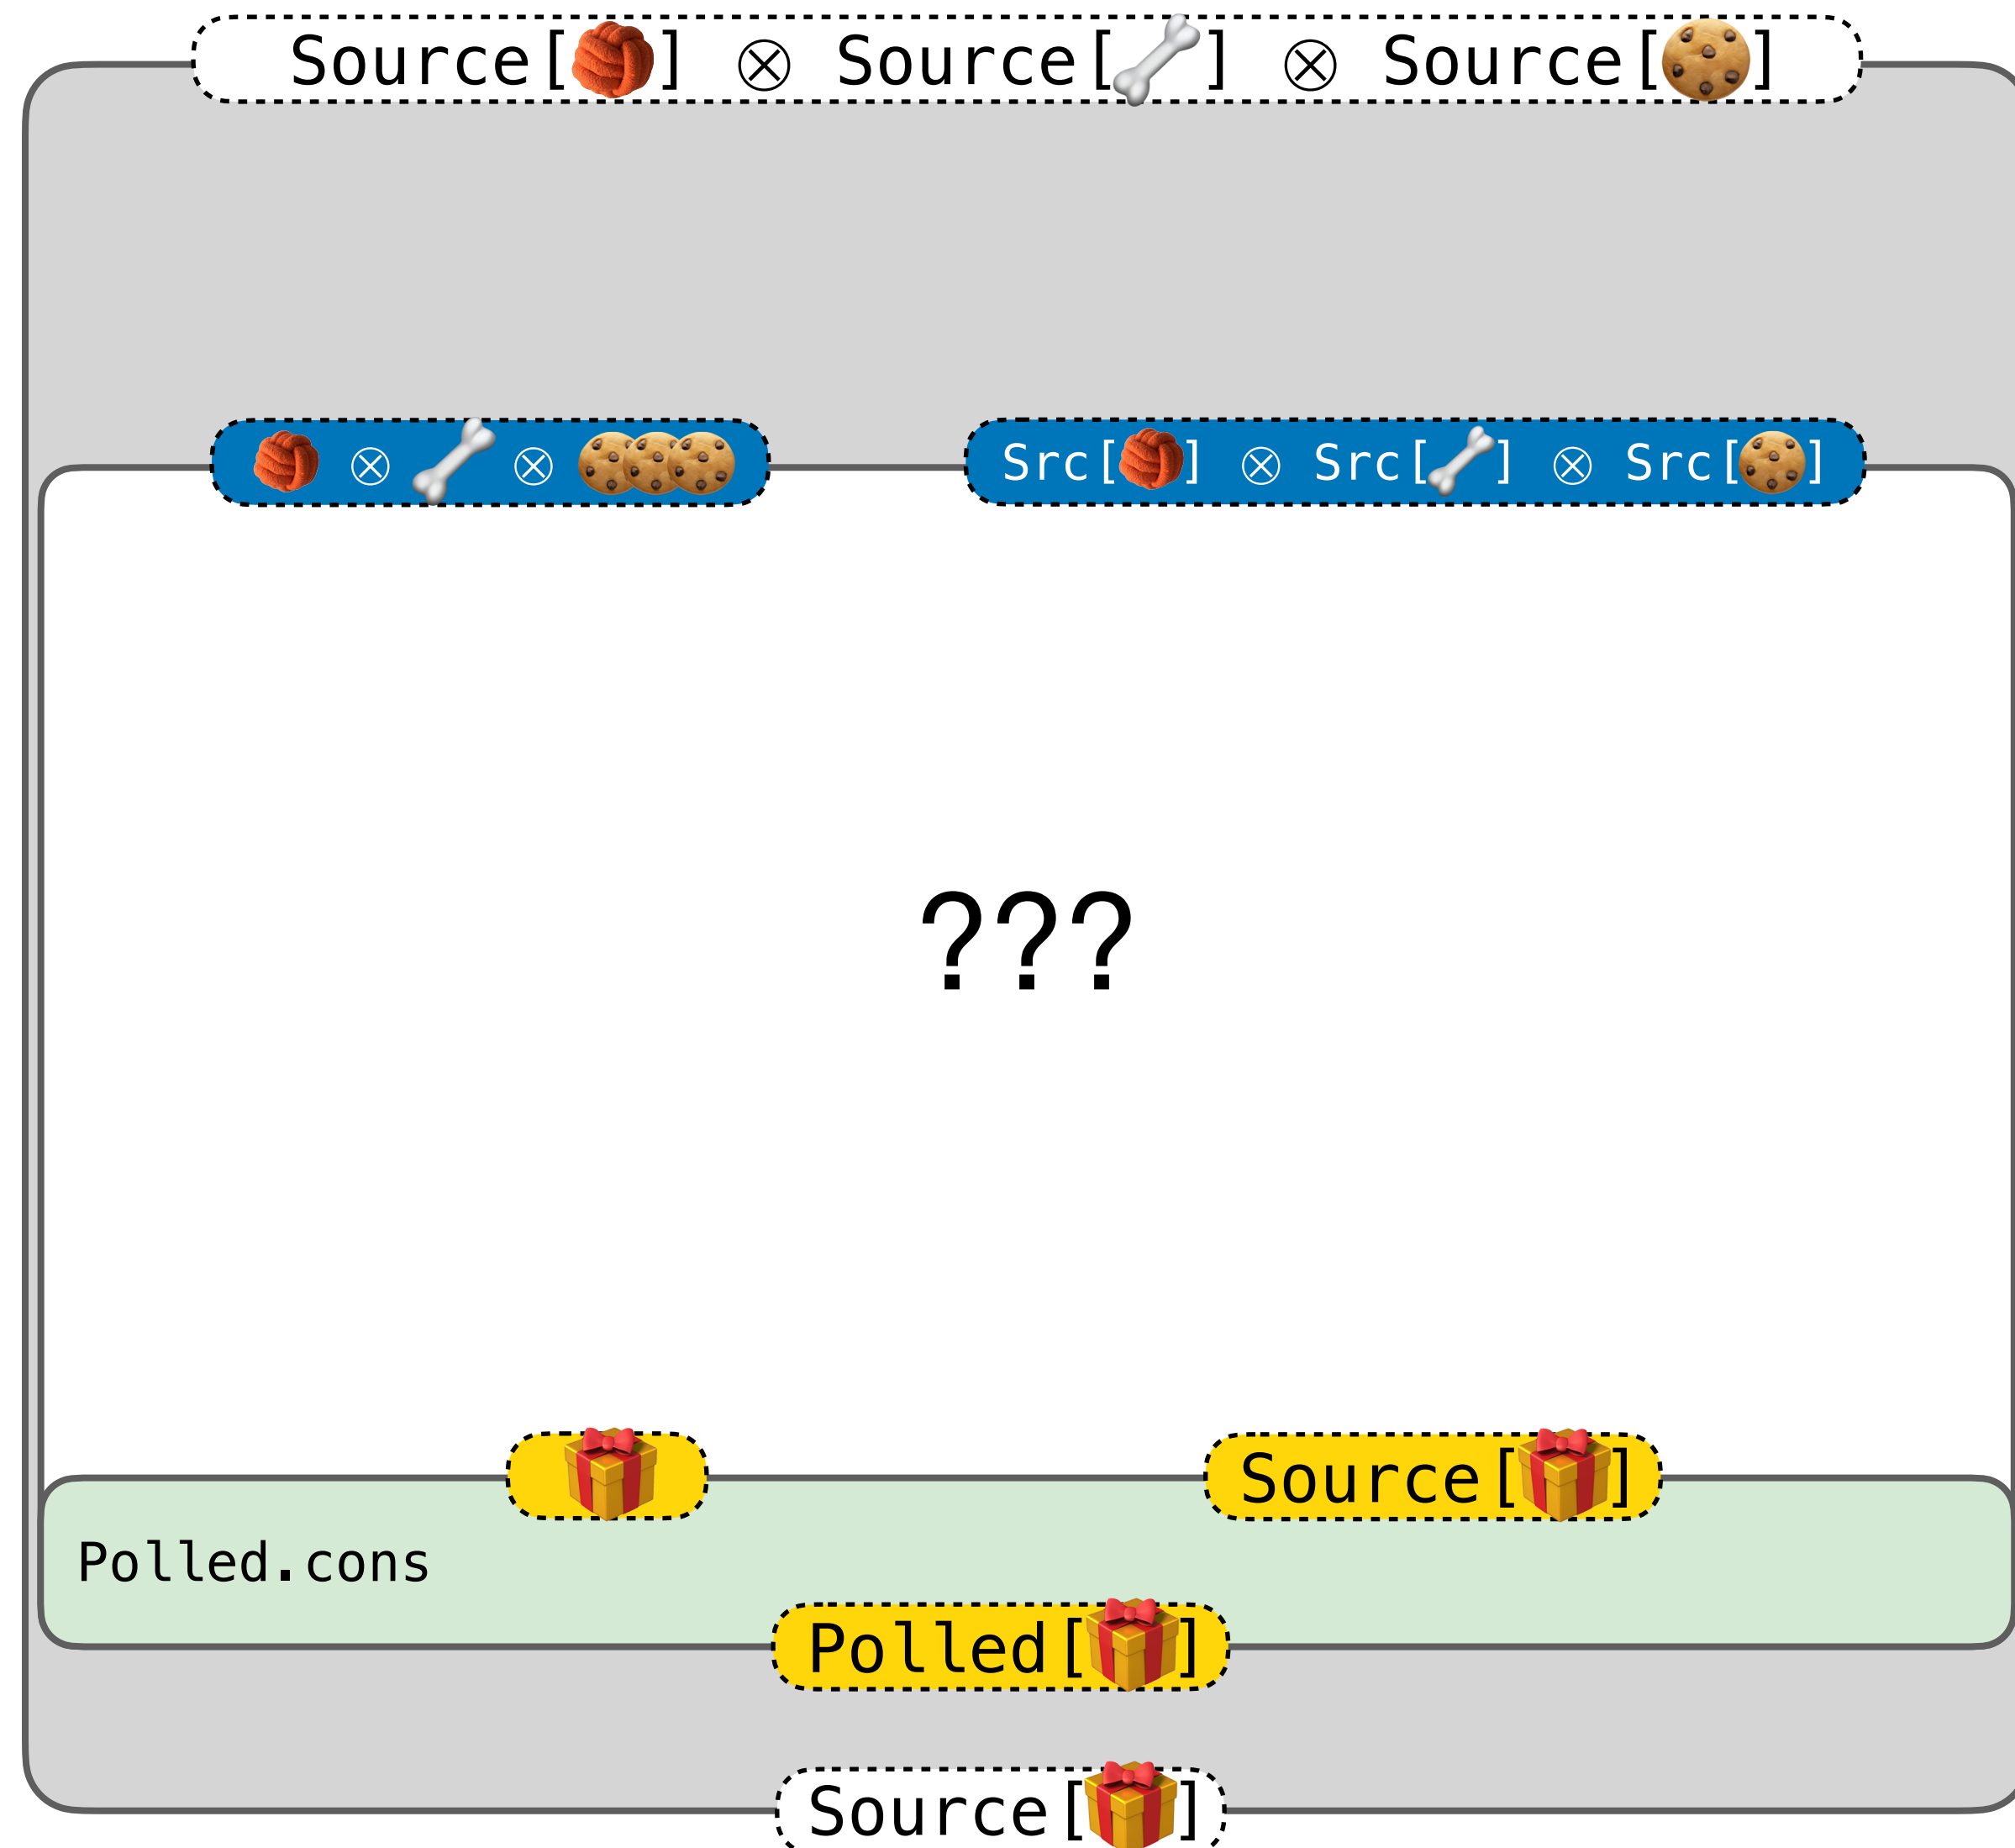 Source[🧶] ⊗ Source[🦴] ⊗ Source[🍪]
🧶 ⊗ 🦴 ⊗ 🍪🍪🍪
Src[🧶] ⊗ Src[🦴] ⊗ Src[🍪]
???
🎁
Source[🎁]
Polled.cons
Polled[🎁]
Source[🎁]